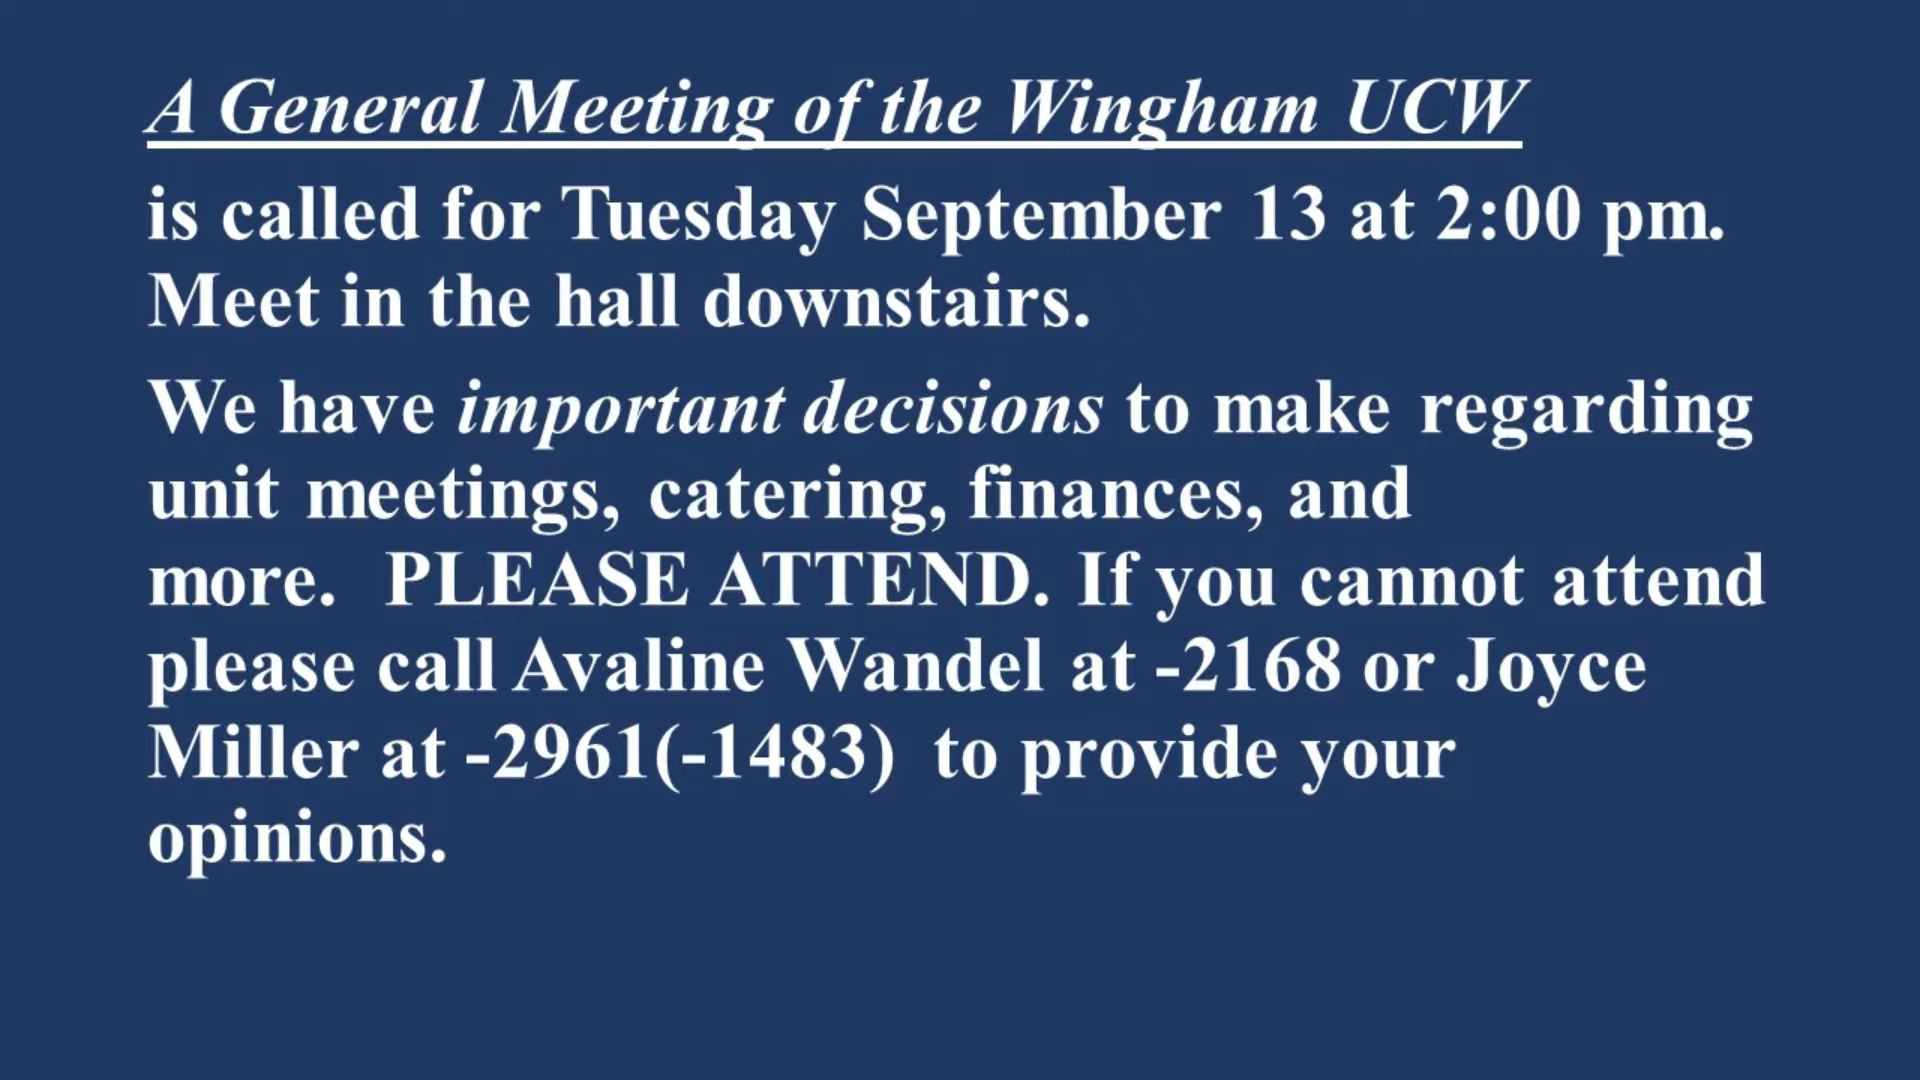 A General Meeting of the Wingham UCW
is called for Tuesday September 13 at 2:00 pm.
Meet in the hall downstairs.
We have important decisions to make regarding
unit meetings, catering, finances, and
more.  PLEASE ATTEND. If you cannot attend
please call Avaline Wandel at -2168 or Joyce
Miller at -2961(-1483)  to provide your
opinions.